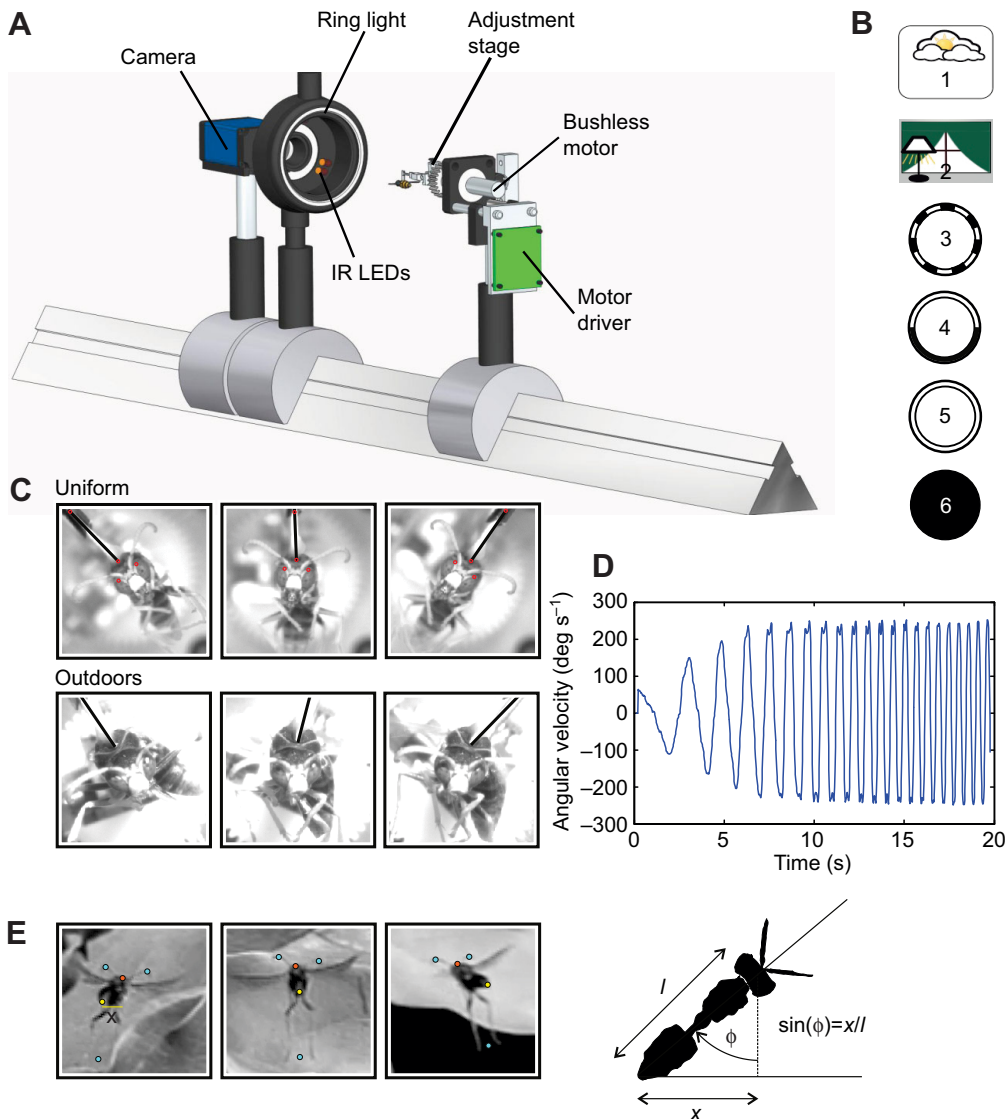 A
Ring light
Adjustment
stage
Camera
Bushless
motor
IR LEDs
Motor
driver
B
1
2
3
4
5
6
C
Uniform
Outdoors
D
Angular velocity (deg s–1)
300
200
100
0
–100
–200
–300
0
5
10
15
20
Time (s)
E
x
l
ϕ
sin(ϕ)=x/l
x